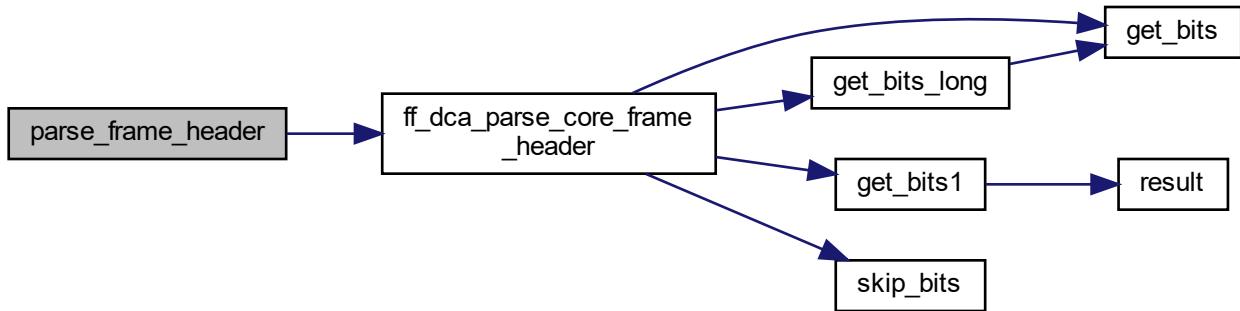 parse_frame_header
ff_dca_parse_core_frame
_header
get_bits
get_bits_long
get_bits1
result
skip_bits